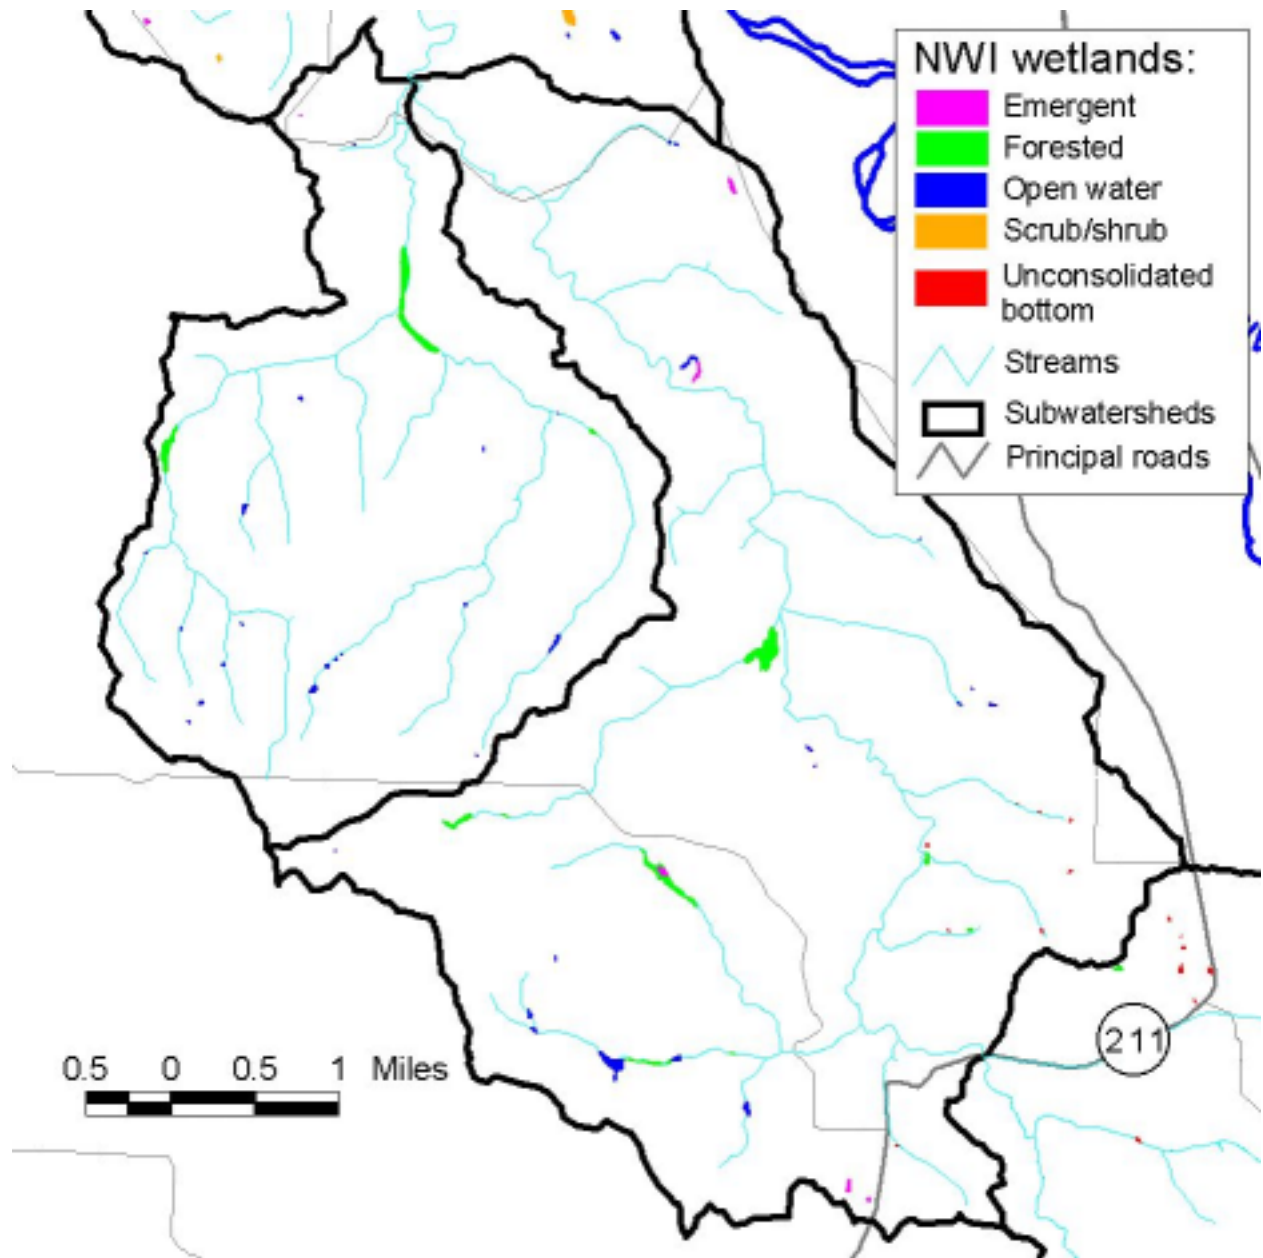 NWI wetlands:
Emergent
Forested
Open water
Scrub/shrub
Unconsolidated
bottom
Streams
Subwatersheds
Principal roads
211
0.5 0 0.5 1 Miles